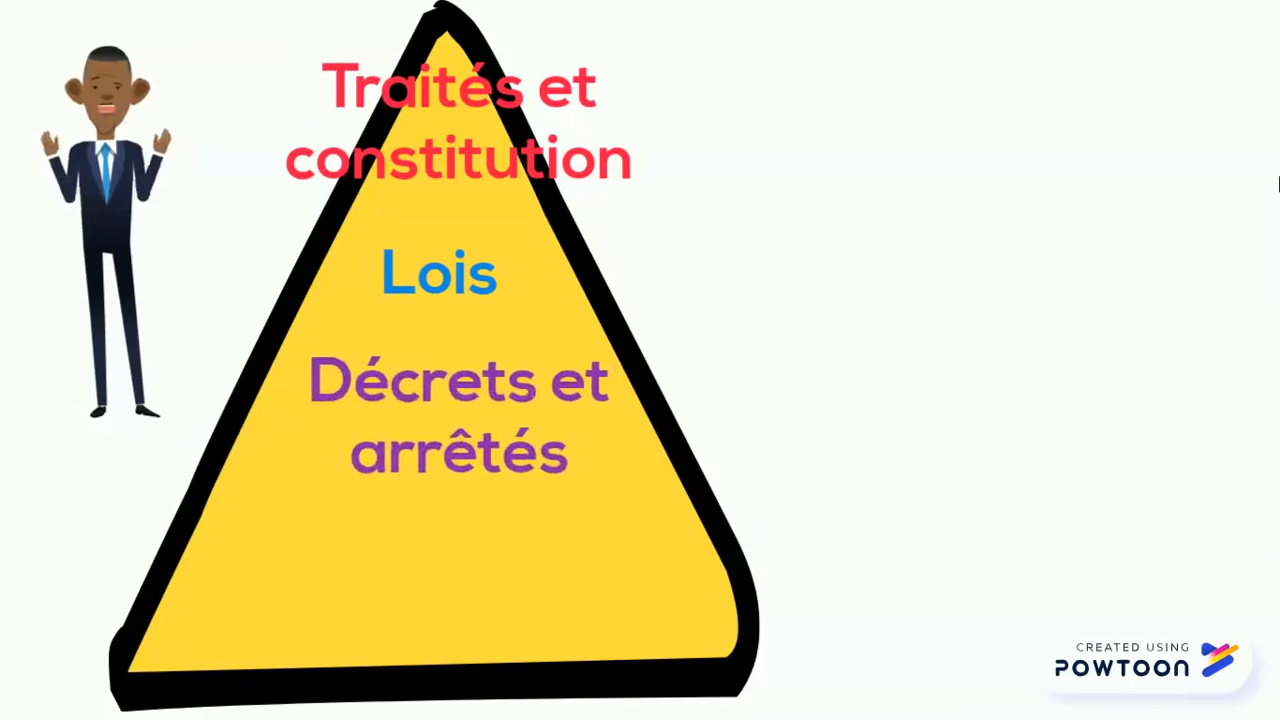 Traités et
constitution
Lois
Décrets et
arrêtés
CREATED USING
POWTOON